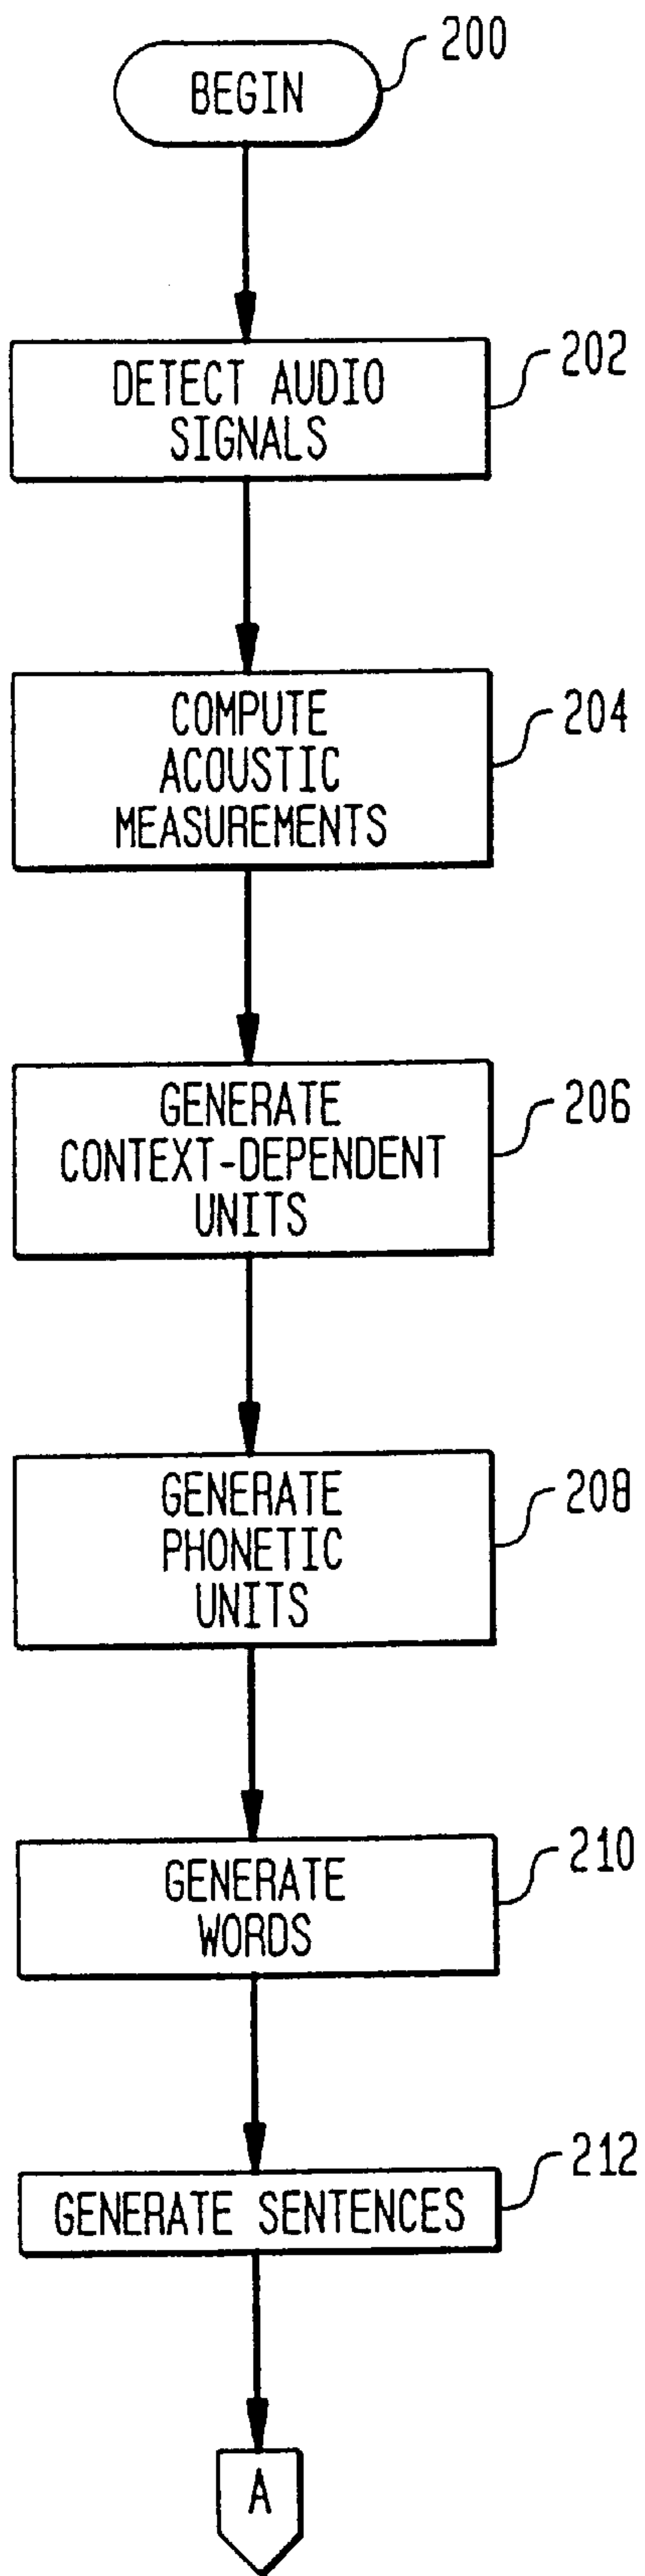 BEGIN
200
DETECT AUDIO
SIGNALS
202
COMPUTE
ACOUSTIC
MEASUREMENTS
204
GENERATE
CONTEXT-DEPENDENT
UNITS
206
GENERATE
PHONETIC
UNITS
208
GENERATE
WORDS
210
GENERATE SENTENCES
212
A